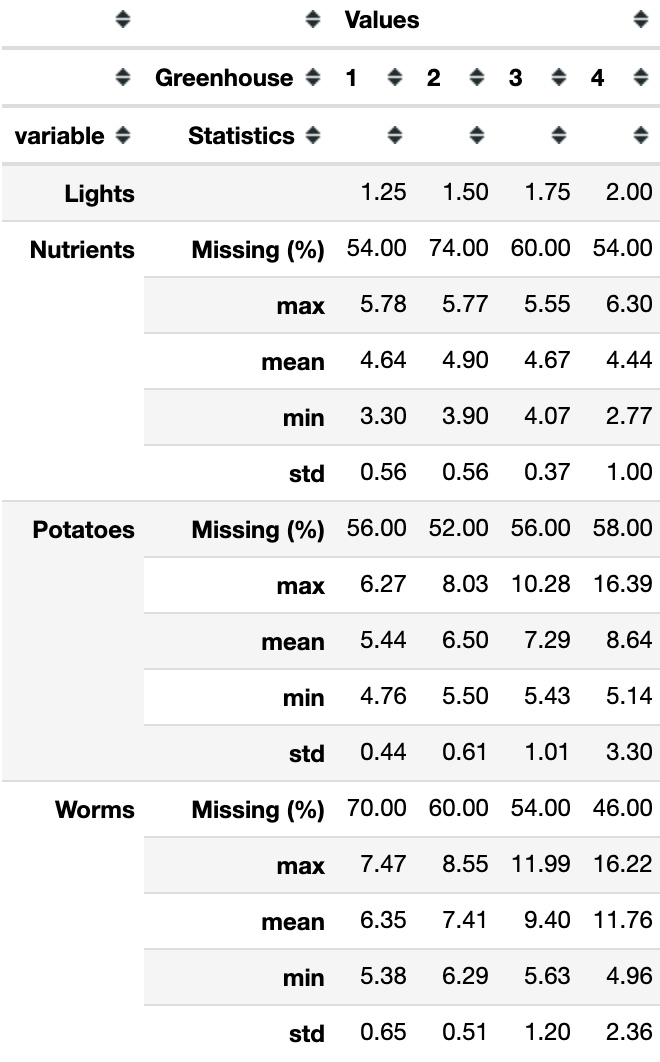 Values
Greenhouse 1 2 3 4
variable Statistics
Lights 1.25 1.50 1.75 2.00
Nutrients Missing (%) 54.00 74.00 60.00 54.00
max 5.78 5.77 5.55 6.30
mean 4.64 4.90 4.67 4.44
min 3.30 3.90 4.07 2.77
std 0.56 0.56 0.37 1.00
Potatoes Missing (%) 56.00 52.00 56.00 58.00
max 6.27 8.03 10.28 16.39
mean 5.44 6.50 7.29 8.64
min 4.76 5.50 5.43 5.14
std 0.44 0.61 1.01 3.30
Worms Missing (%) 70.00 60.00 54.00 46.00
max 7.47 8.55 11.99 16.22
mean 6.35 7.41 9.40 11.76
min 5.38 6.29 5.63 4.96
std 0.65 0.51 1.20 2.36